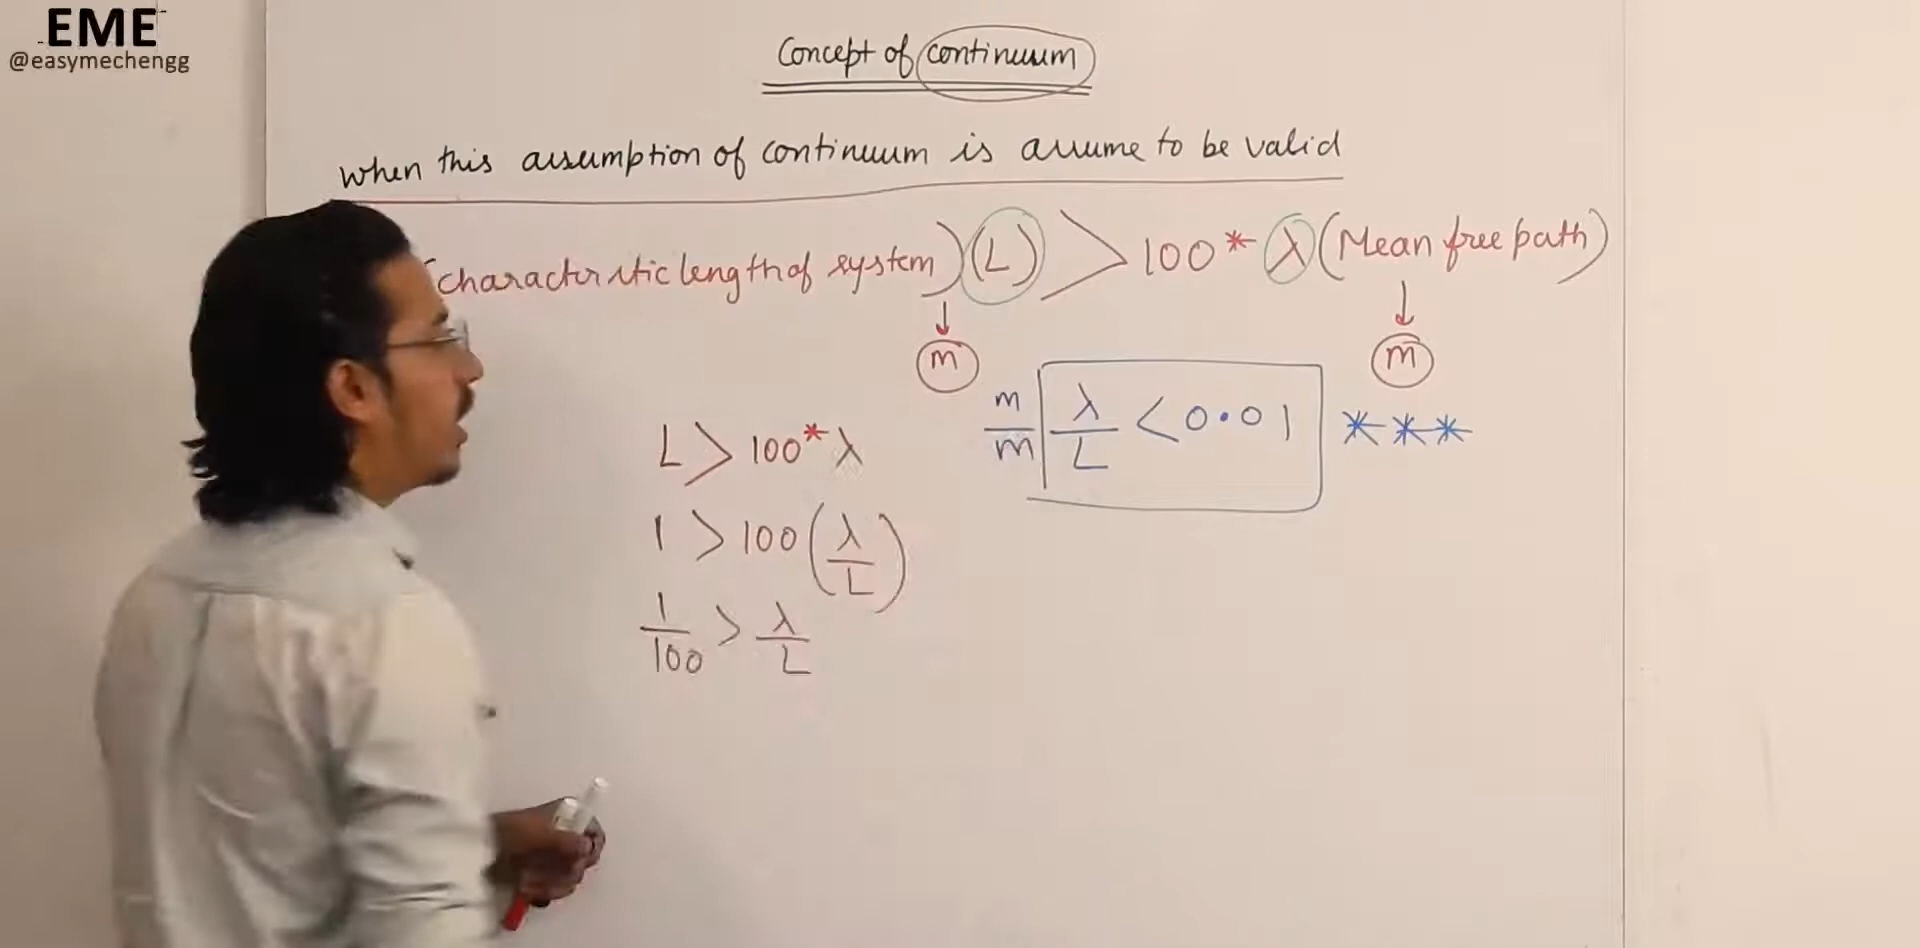 EME
@easymechengg
Concept of continuum
when this assumption of continuum is assume to be valid
(characteristic length of system) (L) > 100 * λ (Mean free path)
↓ ↓
m m
m/m λ/L < 0.01 ***
L > 100* λ
1 > 100 (λ/L)
1/100 > λ/L